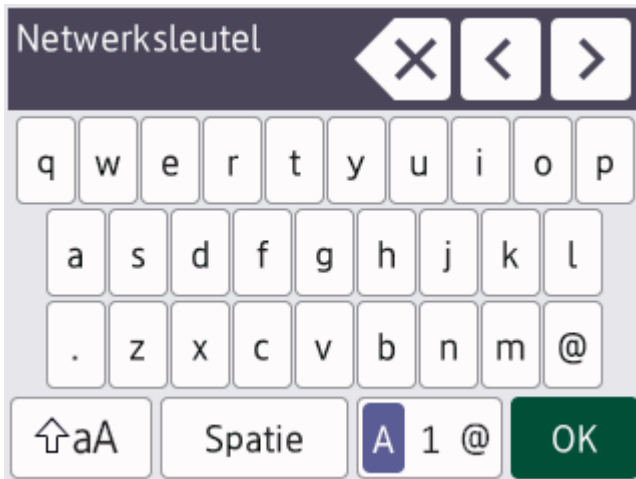 Netwerksleutel
q w e r t y u i o p
a s d f g h j k l
. z x c v b n m @
aA Spatie A 1 @ OK